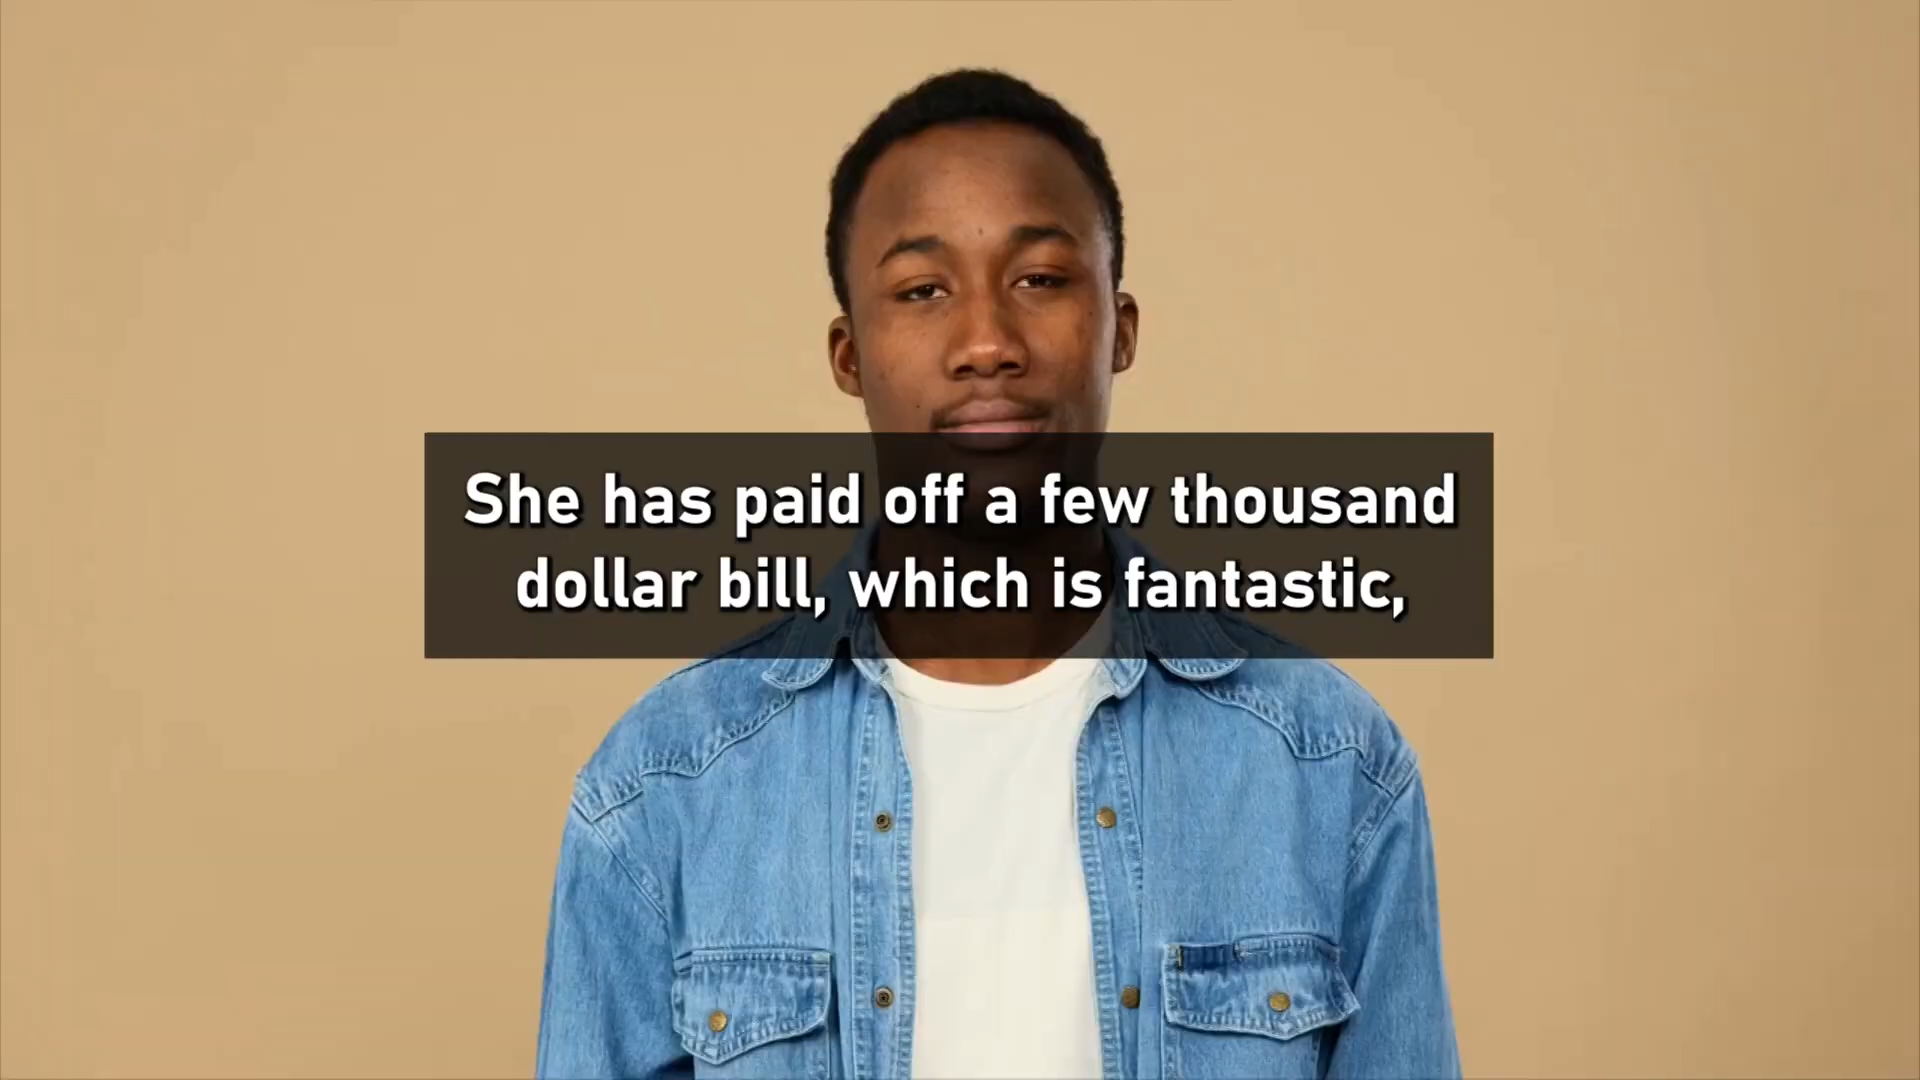 She has paid off a few thousand
dollar bill, which is fantastic,